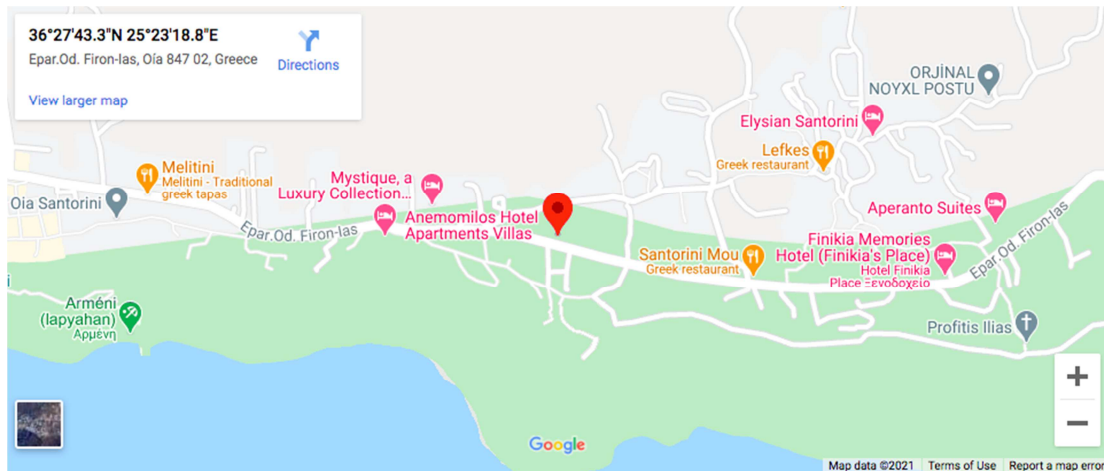 36°27'43.3"N 25°23'18.8"E
Epar.Od. Firon-Ias, Oía 847 02, Greece
Directions
View larger map
ORJİNAL
NOYXL POSTU
Elysian Santorini
Lefkes
Greek restaurant
Melitini
Melitini - Traditional
greek tapas
Mystique, a
Luxury Collection...
Oia Santorini
Aperanto Suites
Anemomilos Hotel
Apartments Villas
Epar.Od. Firon-Ias
Santorini Mou
Greek restaurant
Finikia Memories
Hotel (Finikia's Place)
Hotel Finikia
Place Ξενοδοχείο
Epar.Od. Firon-Ias
i
Arméni
(lapyahan)
Αρμένη
Profitis Ilias
+
−
Google
Map data ©2021
Terms of Use
Report a map error